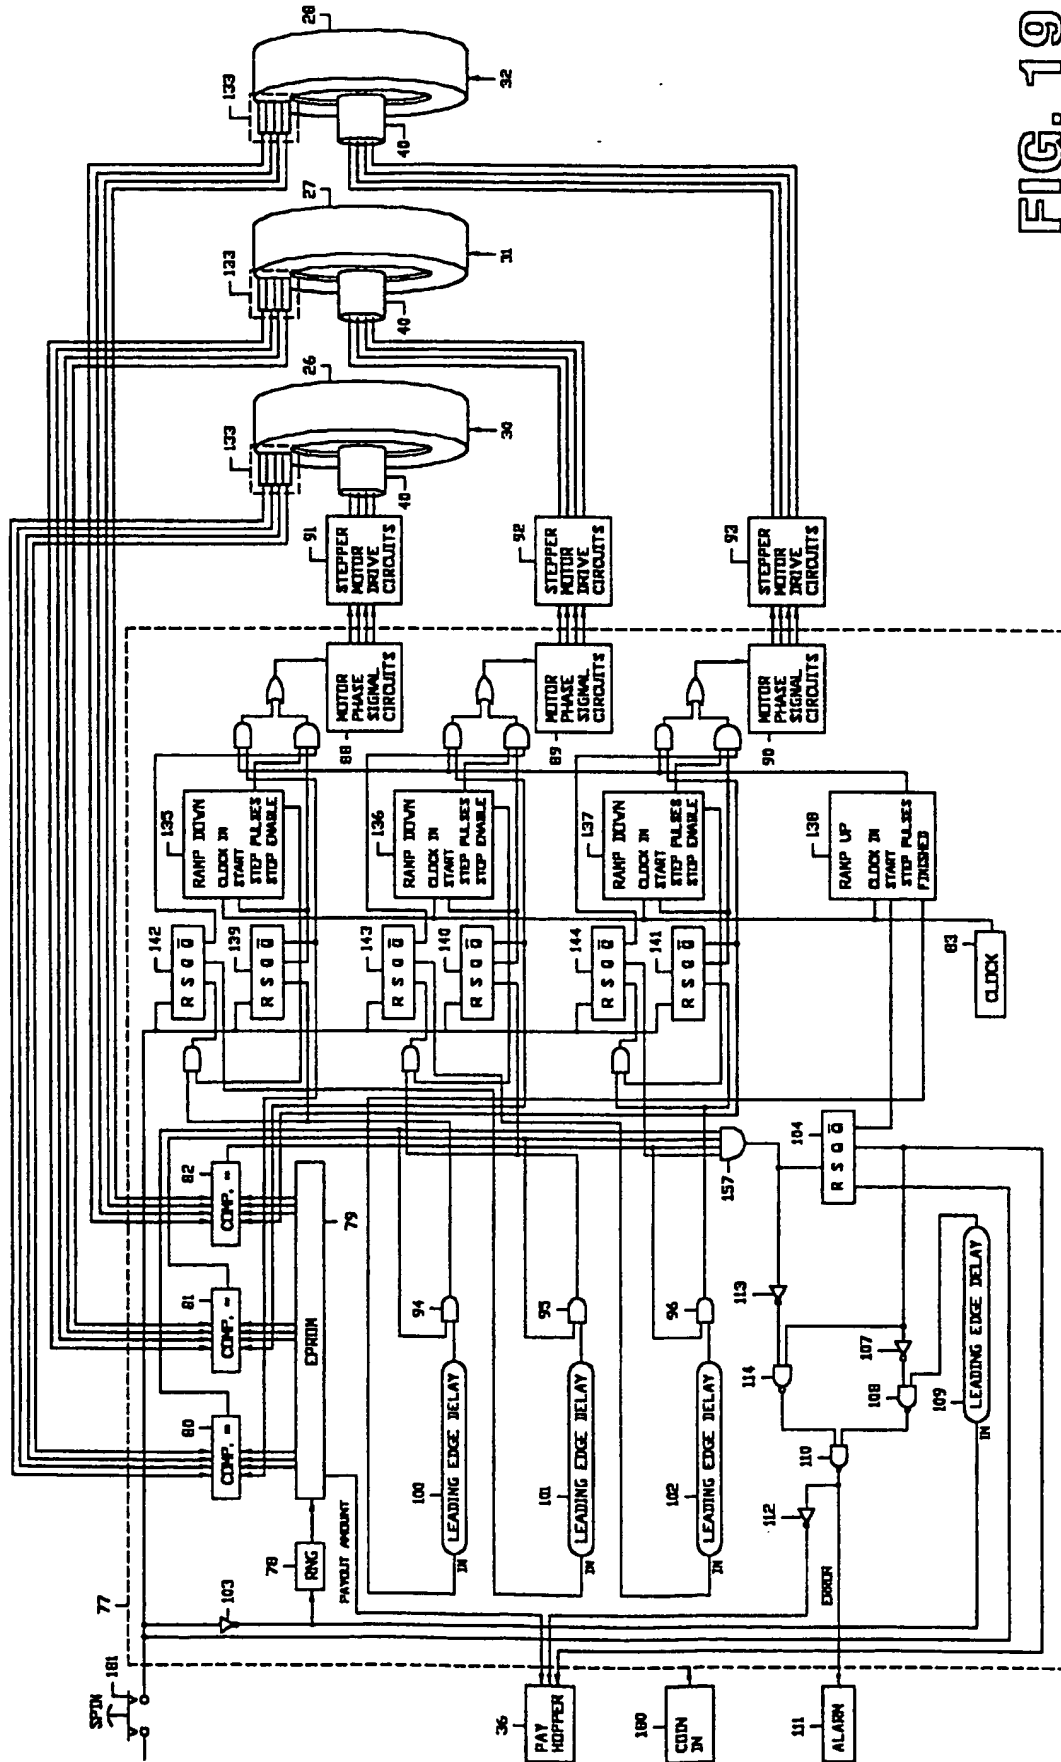 FIG. 19
28
133
32
40
27
133
31
40
26
133
30
40
91
STEPPER
MOTOR
DRIVE
CIRCUITS
92
STEPPER
MOTOR
DRIVE
CIRCUITS
93
STEPPER
MOTOR
DRIVE
CIRCUITS
88
MOTOR
PHASE
SIGNAL
CIRCUITS
89
MOTOR
PHASE
SIGNAL
CIRCUITS
90
MOTOR
PHASE
SIGNAL
CIRCUITS
135
RAMP DOWN
CLOCK IN
START
STEP PULSES
STOP ENABLE
136
RAMP DOWN
CLOCK IN
START
STEP PULSES
STOP ENABLE
137
RAMP DOWN
CLOCK IN
START
STEP PULSES
STOP ENABLE
138
RAMP UP
CLOCK IN
START
STEP PULSES
FINISHED
142
R S Q Q̅
139
R S Q Q̅
143
R S Q Q̅
140
R S Q Q̅
144
R S Q Q̅
141
R S Q Q̅
83
CLOCK
82
COMP. =
81
COMP. =
80
COMP. =
79
EPROM
157
104
R S Q Q̅
94
95
96
100
LEADING EDGE DELAY
IN
101
LEADING EDGE DELAY
IN
102
LEADING EDGE DELAY
IN
113
114
107
108
109
LEADING EDGE DELAY
IN
110
112
78
RNG
PAYOUT AMOUNT
ERROR
77
103
181
SPIN
36
PAY
HOPPER
180
COIN
IN
111
ALARM